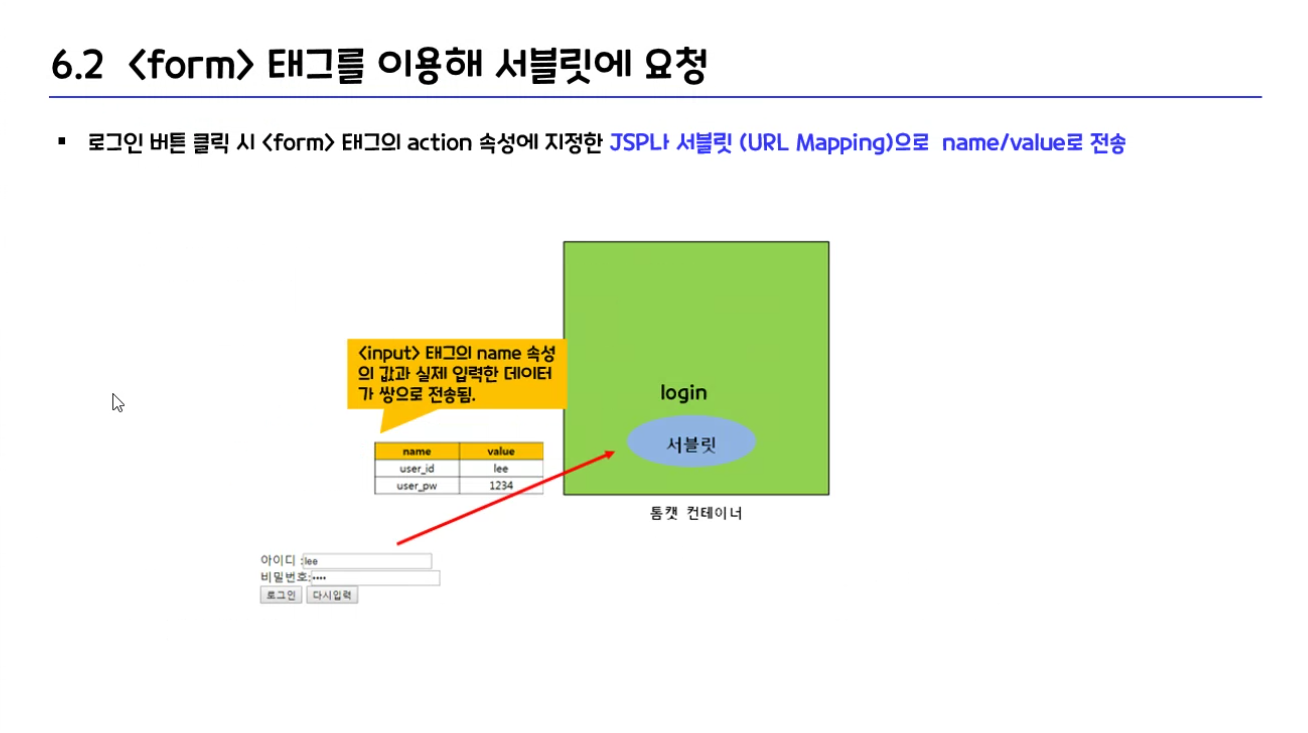 6.2 <form> 태그를 이용해 서블릿에 요청
▪ 로그인 버튼 클릭 시 <form> 태그의 action 속성에 지정한 JSP나 서블릿 (URL Mapping)으로 name/value로 전송
<input> 태그의 name 속성
의 값과 실제 입력한 데이터
가 쌍으로 전송됨.
login
서블릿
name value
user_id lee
user_pw 1234
톰캣 컨테이너
아이디 :lee
비밀번호:••••
로그인 다시입력